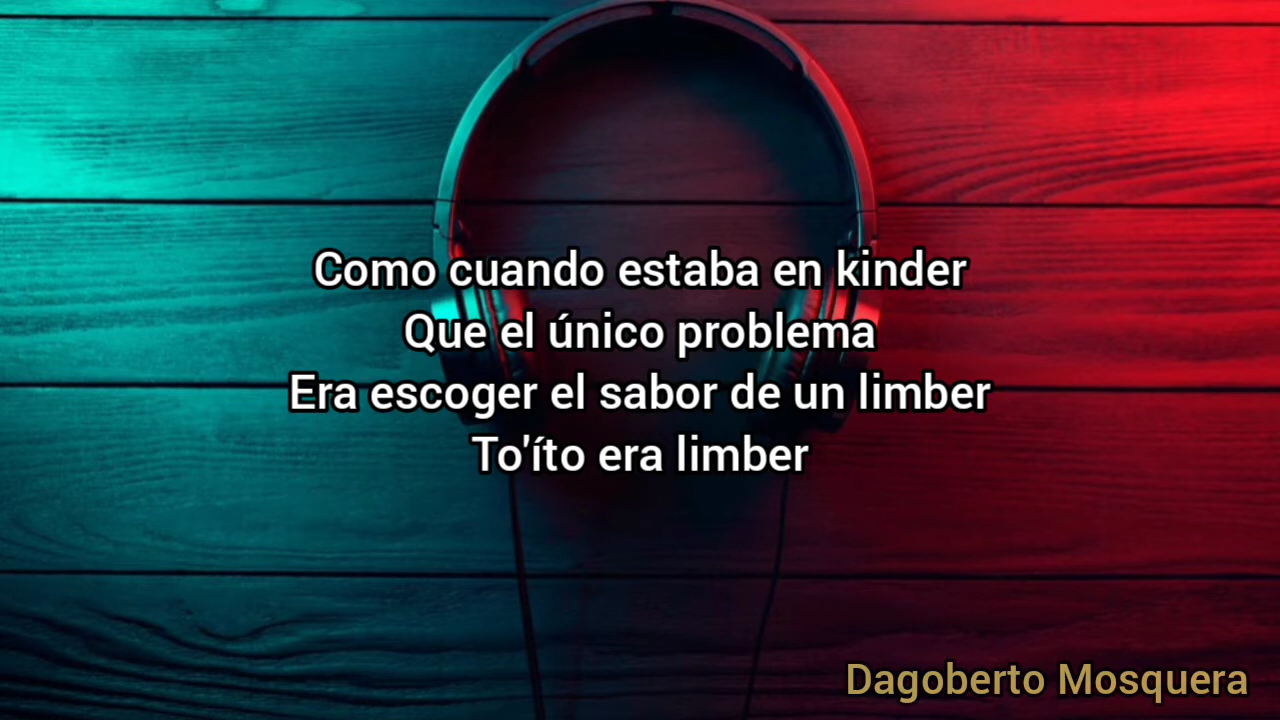 Como cuando estaba en kinder
Que el único problema
Era escoger el sabor de un limber
To'íto era limber
Dagoberto Mosquera